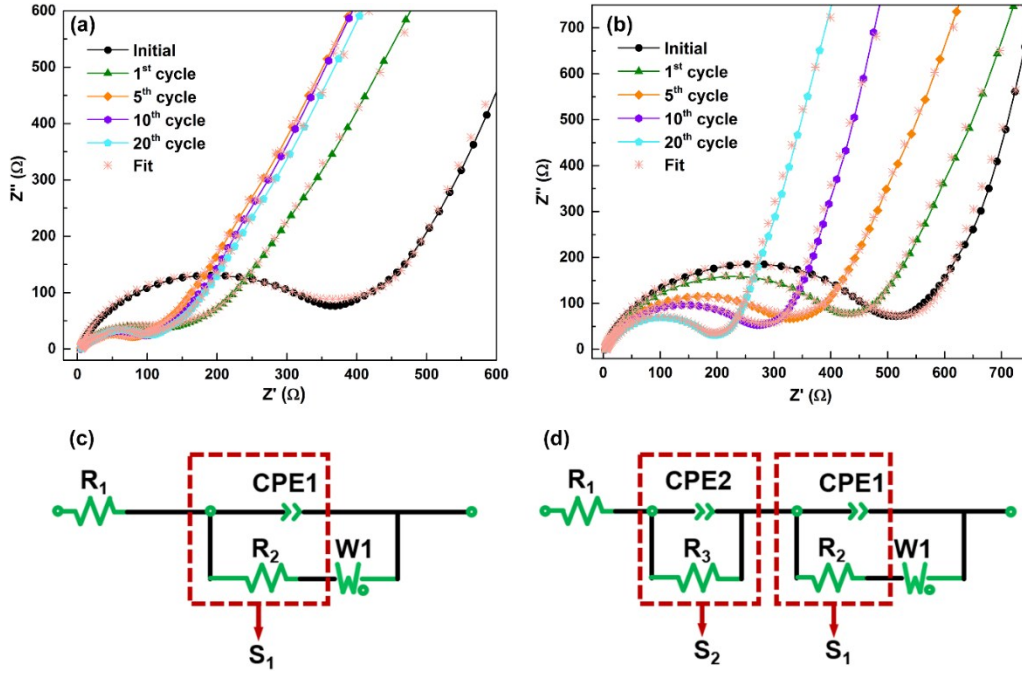 (a)
Initial
1st cycle
5th cycle
10th cycle
20th cycle
Fit
Z'' (Ω)
600
500
400
300
200
100
0
0 100 200 300 400 500 600
Z' (Ω)
(b)
Initial
1st cycle
5th cycle
10th cycle
20th cycle
Fit
Z'' (Ω)
700
600
500
400
300
200
100
0
0 100 200 300 400 500 600 700
Z' (Ω)
(c)
R1
CPE1
R2
W1
S1
(d)
R1
CPE2
CPE1
R3
R2
W1
S2
S1